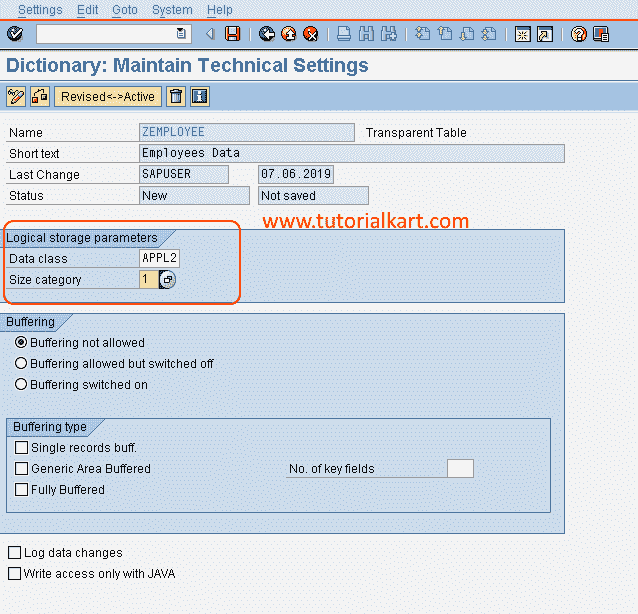 Settings Edit Goto System Help
Dictionary: Maintain Technical Settings
Revised<->Active
Name ZEMPLOYEE Transparent Table
Short text Employees Data
Last Change SAPUSER 07.06.2019
Status New Not saved
www.tutorialkart.com
Logical storage parameters
Data class APPL2
Size category 1
Buffering
Buffering not allowed
Buffering allowed but switched off
Buffering switched on
Buffering type
Single records buff.
Generic Area Buffered No. of key fields
Fully Buffered
Log data changes
Write access only with JAVA